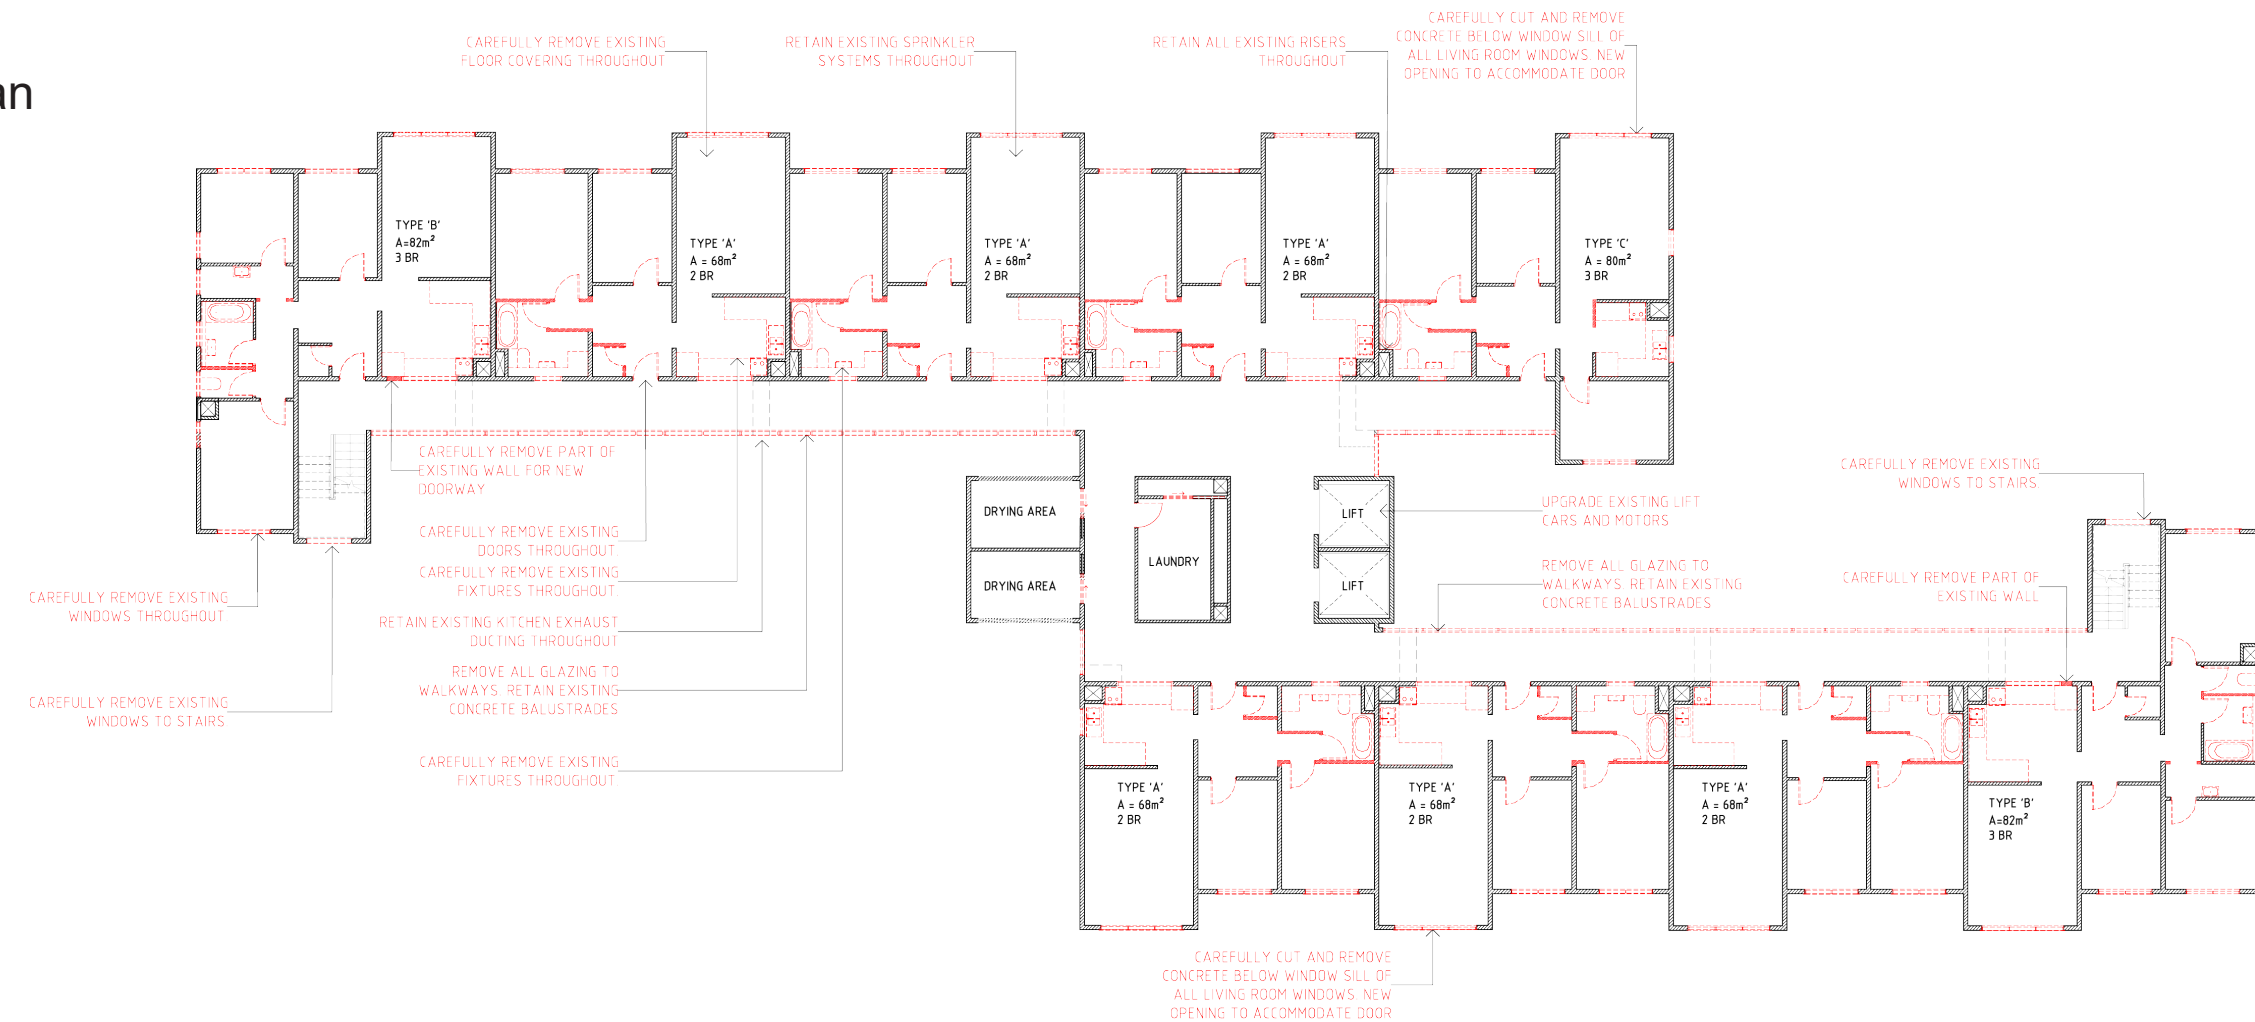 an
CAREFULLY REMOVE EXISTING
FLOOR COVERING THROUGHOUT
RETAIN EXISTING SPRINKLER
SYSTEMS THROUGHOUT
RETAIN ALL EXISTING RISERS
THROUGHOUT
CAREFULLY CUT AND REMOVE
CONCRETE BELOW WINDOW SILL OF
ALL LIVING ROOM WINDOWS. NEW
OPENING TO ACCOMMODATE DOOR
TYPE 'B'
A=82m²
3 BR
TYPE 'A'
A = 68m²
2 BR
TYPE 'A'
A = 68m²
2 BR
TYPE 'A'
A = 68m²
2 BR
TYPE 'C'
A = 80m²
3 BR
CAREFULLY REMOVE PART OF
EXISTING WALL FOR NEW
DOORWAY
CAREFULLY REMOVE EXISTING
DOORS THROUGHOUT.
CAREFULLY REMOVE EXISTING
FIXTURES THROUGHOUT.
RETAIN EXISTING KITCHEN EXHAUST
DUCTING THROUGHOUT
REMOVE ALL GLAZING TO
WALKWAYS. RETAIN EXISTING
CONCRETE BALUSTRADES
CAREFULLY REMOVE EXISTING
FIXTURES THROUGHOUT.
CAREFULLY REMOVE EXISTING
WINDOWS THROUGHOUT.
CAREFULLY REMOVE EXISTING
WINDOWS TO STAIRS.
DRYING AREA
DRYING AREA
LAUNDRY
LIFT
LIFT
UPGRADE EXISTING LIFT
CARS AND MOTORS
REMOVE ALL GLAZING TO
WALKWAYS. RETAIN EXISTING
CONCRETE BALUSTRADES
CAREFULLY REMOVE EXISTING
WINDOWS TO STAIRS.
CAREFULLY REMOVE PART OF
EXISTING WALL
TYPE 'A'
A = 68m²
2 BR
TYPE 'A'
A = 68m²
2 BR
TYPE 'A'
A = 68m²
2 BR
TYPE 'B'
A=82m²
3 BR
CAREFULLY CUT AND REMOVE
CONCRETE BELOW WINDOW SILL OF
ALL LIVING ROOM WINDOWS. NEW
OPENING TO ACCOMMODATE DOOR